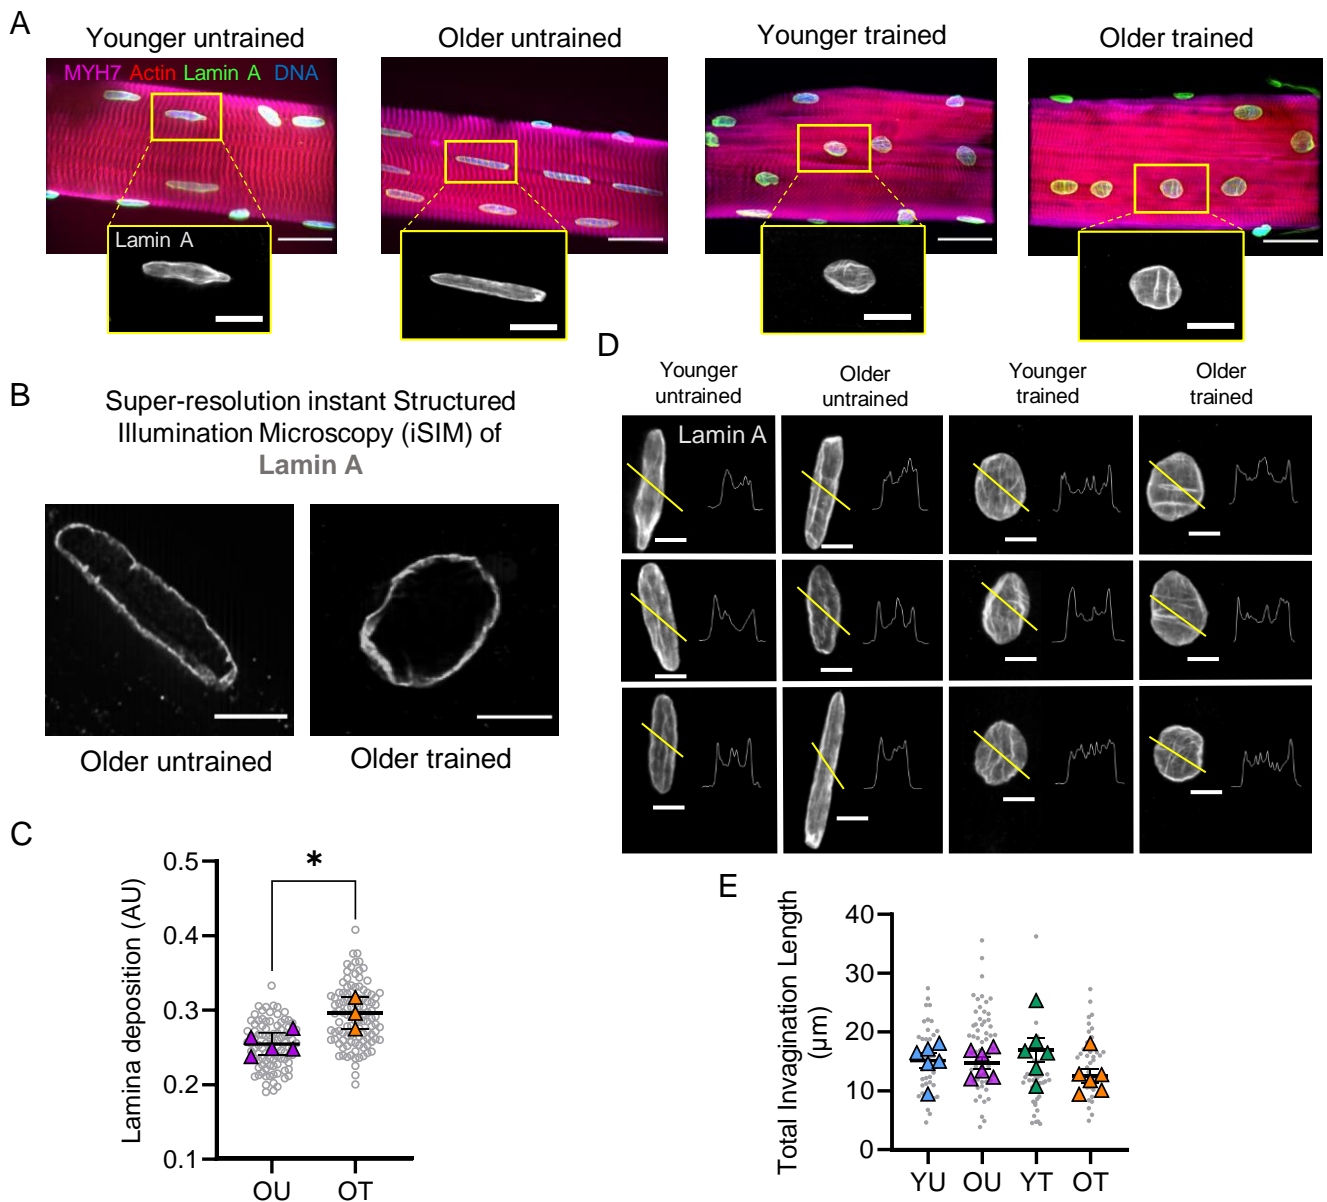 A
Younger untrained
Older untrained
Younger trained
Older trained
MYH7 Actin Lamin A DNA
Lamin A
B
Super-resolution instant Structured
Illumination Microscopy (iSIM) of
Lamin A
Older untrained
Older trained
C
Lamina deposition (AU)
0.5
0.4
0.3
0.2
0.1
*
OU
OT
D
Younger
untrained
Older
untrained
Younger
trained
Older
trained
Lamin A
E
Total Invagination Length
(μm)
40
30
20
10
0
YU
OU
YT
OT